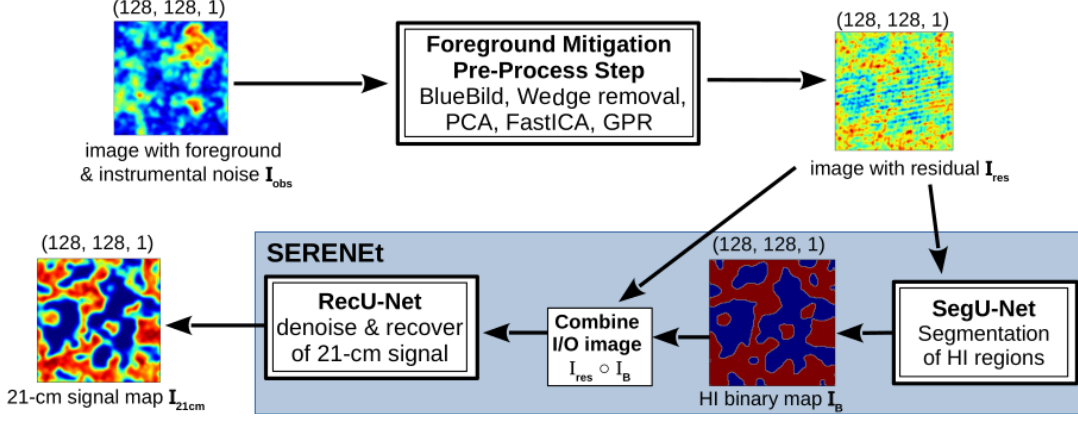 (128, 128, 1)
image with foreground
& instrumental noise I_obs
Foreground Mitigation
Pre-Process Step
BlueBild, Wedge removal,
PCA, FastICA, GPR
(128, 128, 1)
image with residual I_res
SERENEt
SegU-Net
Segmentation
of HI regions
(128, 128, 1)
HI binary map I_B
Combine
I/O image
I_res ○ I_B
RecU-Net
denoise & recover
of 21-cm signal
(128, 128, 1)
21-cm signal map I_21cm